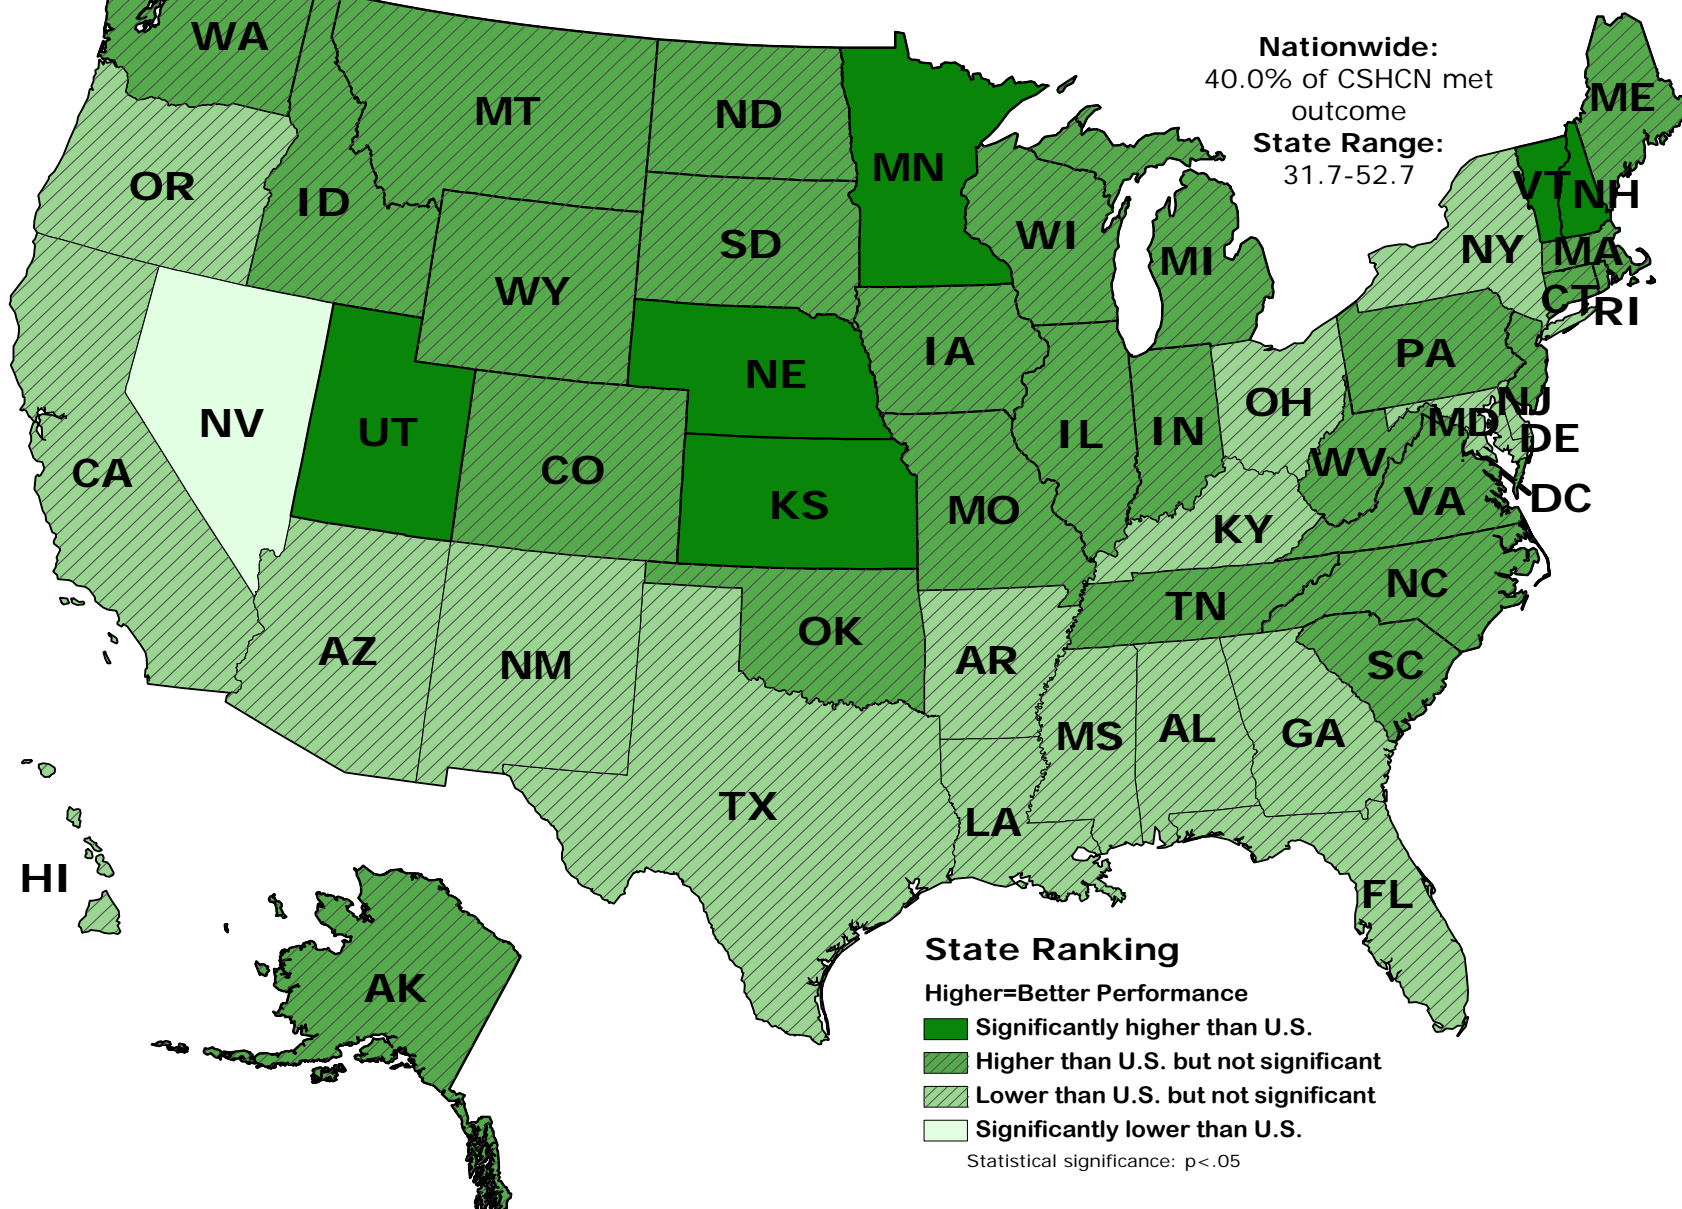 WA
MT
ND
MN
OR
ID
SD
WI
MI
WY
IA
NE
NV
UT
CO
KS
CA
MO
IL
IN
OH
PA
NY
VT
NH
ME
MA
CT
RI
NJ
MD
DE
DC
WV
VA
KY
NC
TN
SC
OK
AR
AZ
NM
TX
LA
MS
AL
GA
FL
HI
AK
Nationwide:
40.0% of CSHCN met
outcome
State Range:
31.7-52.7
State Ranking
Higher=Better Performance
Significantly higher than U.S.
Higher than U.S. but not significant
Lower than U.S. but not significant
Significantly lower than U.S.
Statistical significance: p<.05